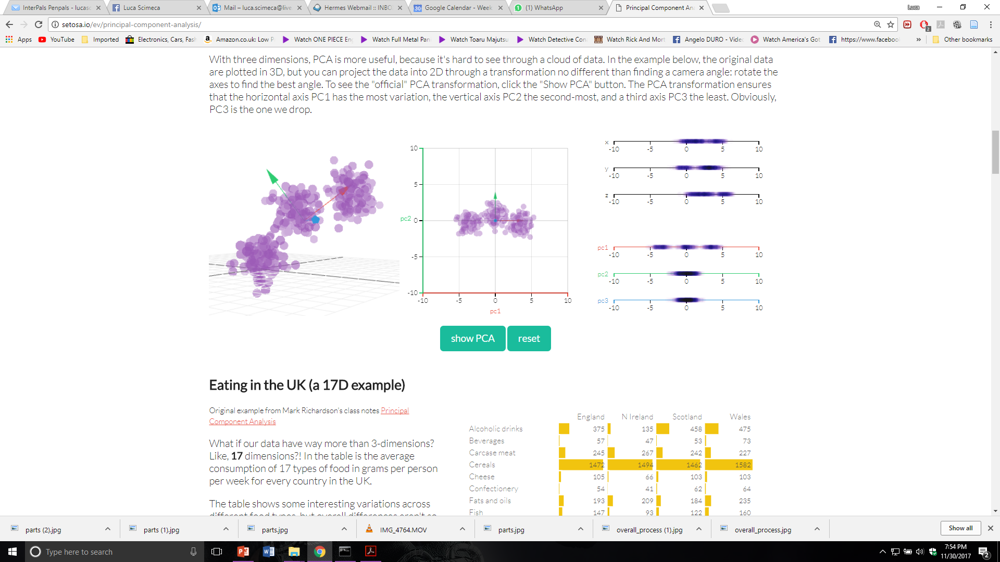 InterPals Penpals - lucasc
Luca Scimeca
Mail – luca.scimeca@live
Hermes Webmail :: INBO
Google Calendar - Week
(1) WhatsApp
Principal Component An
Luca
setosa.io/ev/principal-component-analysis/
Apps
YouTube
Imported
Electronics, Cars, Fash
Amazon.co.uk: Low P
Watch ONE PIECE En
Watch Full Metal Pan
Watch Toaru Majutsu
Watch Detective Con
Watch Rick And Mort
Angelo DURO - Video
Watch America's Got
https://www.faceboo
»
Other bookmarks
With three dimensions, PCA is more useful, because it's hard to see through a cloud of data. In the example below, the original data
are plotted in 3D, but you can project the data into 2D through a transformation no different than finding a camera angle: rotate the
axes to find the best angle. To see the "official" PCA transformation, click the "Show PCA" button. The PCA transformation ensures
that the horizontal axis PC1 has the most variation, the vertical axis PC2 the second-most, and a third axis PC3 the least. Obviously,
PC3 is the one we drop.
10
5
pc2 0
-5
-10
-10 -5 0 5 10
pc1
x
-10 -5 0 5 10
y
-10 -5 0 5 10
z
-10 -5 0 5 10
pc1
-10 -5 0 5 10
pc2
-10 -5 0 5 10
pc3
-10 -5 0 5 10
show PCA
reset
Eating in the UK (a 17D example)
Original example from Mark Richardson's class notes Principal
Component Analysis
What if our data have way more than 3-dimensions?
Like, 17 dimensions?! In the table is the average
consumption of 17 types of food in grams per person
per week for every country in the UK.
The table shows some interesting variations across
different food types, but overall differences aren't so
England N Ireland Scotland Wales
Alcoholic drinks 375 135 458 475
Beverages 57 47 53 73
Carcase meat 245 267 242 227
Cereals 1472 1494 1462 1582
Cheese 105 66 103 103
Confectionery 54 41 62 64
Fats and oils 193 209 184 235
Fish 147 93 122 160
parts (2).jpg
parts (1).jpg
parts.jpg
IMG_4764.MOV
parts.jpg
overall_process (1).jpg
overall_process.jpg
Show all
Type here to search
7:54 PM
11/30/2017
2